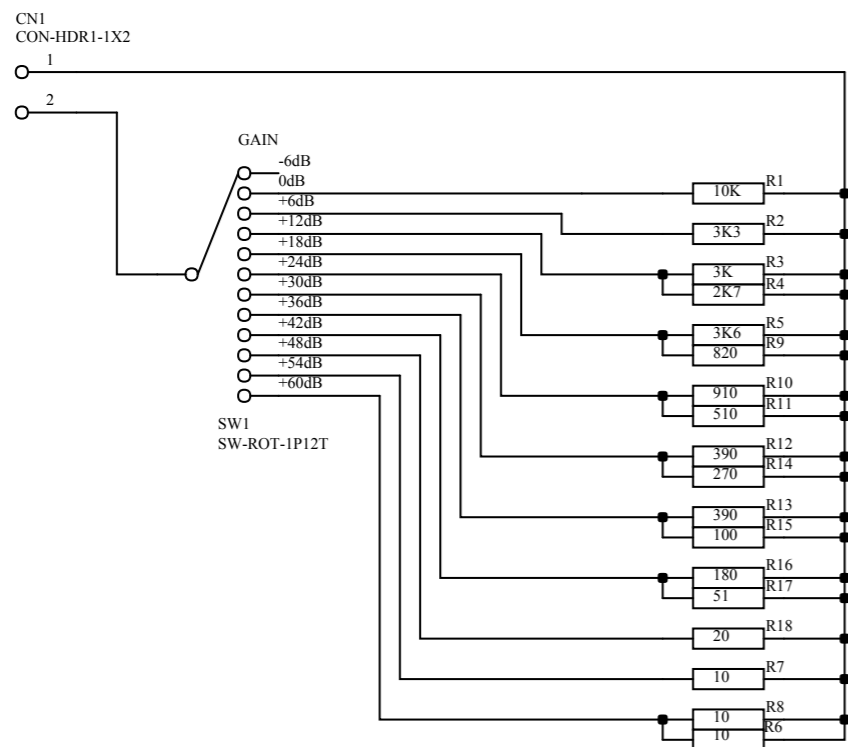 CN1
CON-HDR1-1X2
1
2
GAIN
-6dB
0dB
+6dB
+12dB
+18dB
+24dB
+30dB
+36dB
+42dB
+48dB
+54dB
+60dB
SW1
SW-ROT-1P12T
10K R1
3K3 R2
3K R3
2K7 R4
3K6 R5
820 R9
910 R10
510 R11
390 R12
270 R14
390 R13
100 R15
180 R16
51 R17
20 R18
10 R7
10 R8
10 R6